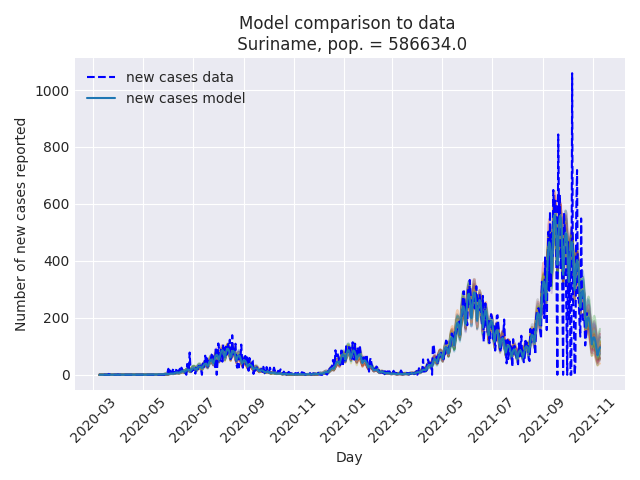 Model comparison to data
Suriname, pop. = 586634.0
new cases data
new cases model
Number of new cases reported
1000
800
600
400
200
0
2020-03
2020-05
2020-07
2020-09
2020-11
2021-01
2021-03
2021-05
2021-07
2021-09
2021-11
Day